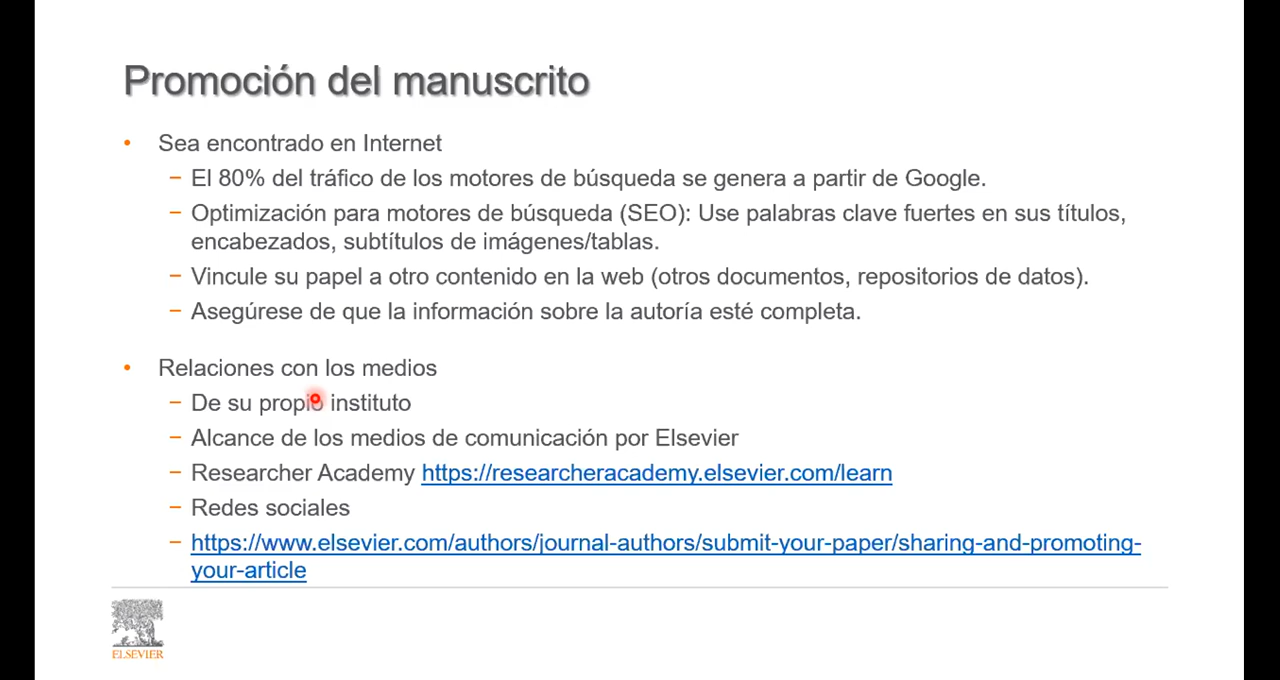 Promoción del manuscrito
• Sea encontrado en Internet
− El 80% del tráfico de los motores de búsqueda se genera a partir de Google.
− Optimización para motores de búsqueda (SEO): Use palabras clave fuertes en sus títulos,
encabezados, subtítulos de imágenes/tablas.
− Vincule su papel a otro contenido en la web (otros documentos, repositorios de datos).
− Asegúrese de que la información sobre la autoría esté completa.
• Relaciones con los medios
− De su propio instituto
− Alcance de los medios de comunicación por Elsevier
− Researcher Academy https://researcheracademy.elsevier.com/learn
− Redes sociales
− https://www.elsevier.com/authors/journal-authors/submit-your-paper/sharing-and-promoting-
your-article
ELSEVIER